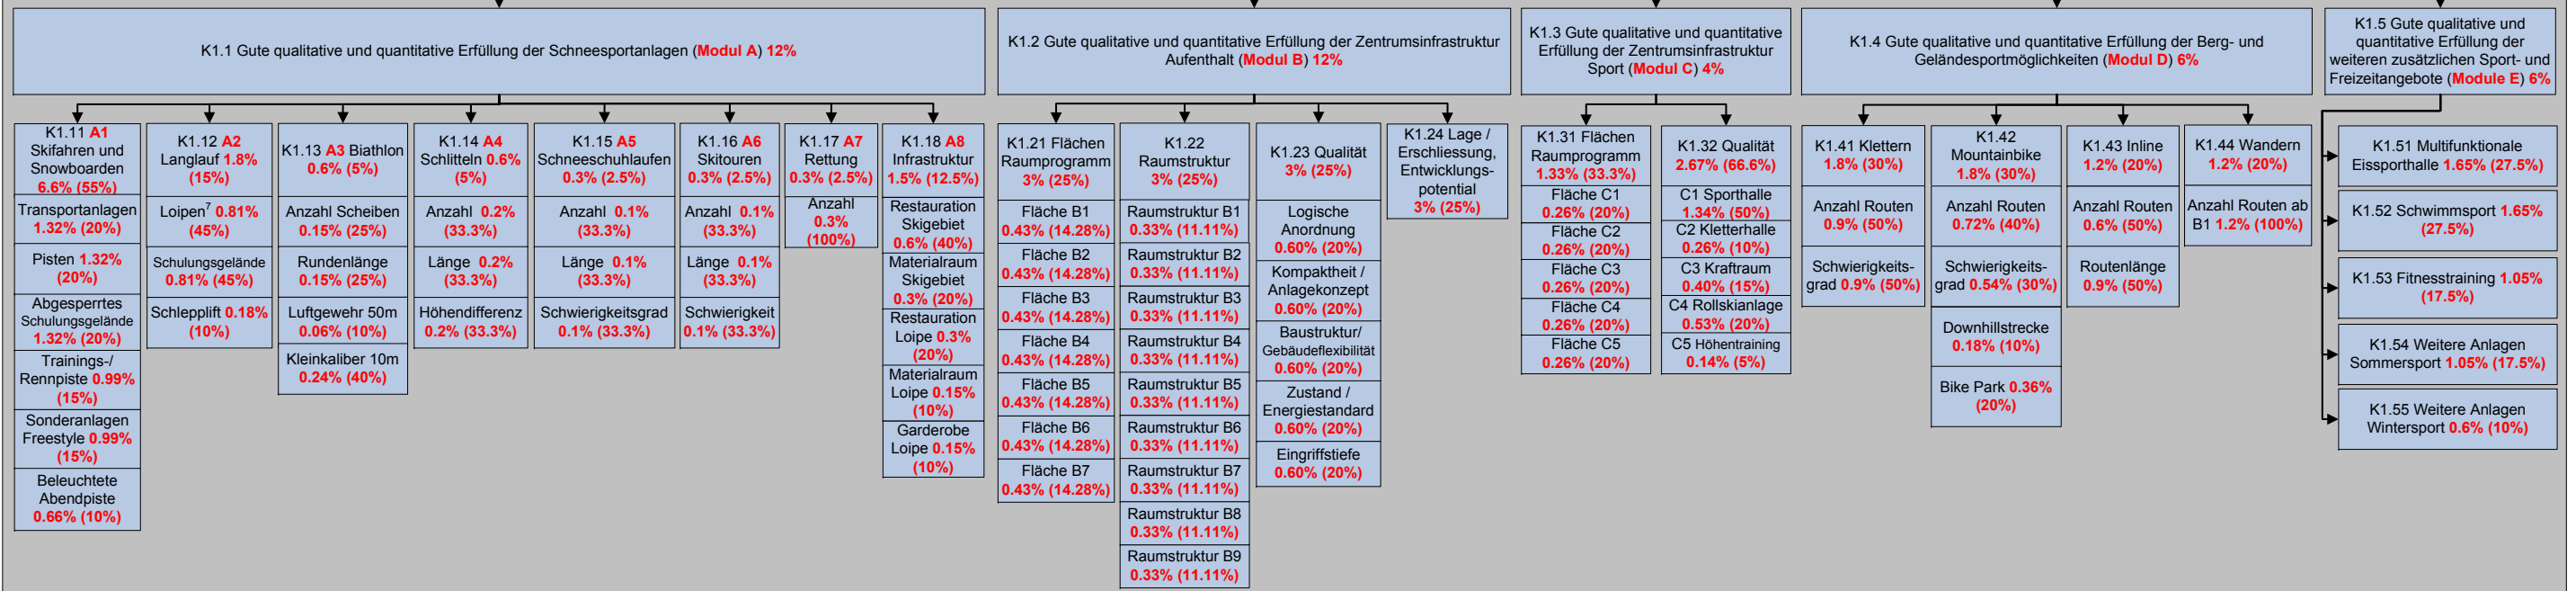 K1.1 Gute qualitative und quantitative Erfüllung der Schneesportanlagen (Modul A) 12%
K1.11 A1
Skifahren und
Snowboarden
6.6% (55%)
Transportanlagen
1.32% (20%)
Pisten 1.32%
(20%)
Abgesperrtes
Schulungsgelände
1.32% (20%)
Trainings-/
Rennpiste 0.99%
(15%)
Sonderanlagen
Freestyle 0.99%
(15%)
Beleuchtete
Abendpiste
0.66% (10%)
K1.12 A2
Langlauf 1.8%
(15%)
Loipen7 0.81%
(45%)
Schulungsgelände
0.81% (45%)
Schlepplift 0.18%
(10%)
K1.13 A3 Biathlon
0.6% (5%)
Anzahl Scheiben
0.15% (25%)
Rundenlänge
0.15% (25%)
Luftgewehr 50m
0.06% (10%)
Kleinkaliber 10m
0.24% (40%)
K1.14 A4
Schlitteln 0.6%
(5%)
Anzahl 0.2%
(33.3%)
Länge 0.2%
(33.3%)
Höhendifferenz
0.2% (33.3%)
K1.15 A5
Schneeschuhlaufen
0.3% (2.5%)
Anzahl 0.1%
(33.3%)
Länge 0.1%
(33.3%)
Schwierigkeitsgrad
0.1% (33.3%)
K1.16 A6
Skitouren
0.3% (2.5%)
Anzahl 0.1%
(33.3%)
Länge 0.1%
(33.3%)
Schwierigkeit
0.1% (33.3%)
K1.17 A7
Rettung
0.3% (2.5%)
Anzahl
0.3%
(100%)
K1.18 A8
Infrastruktur
1.5% (12.5%)
Restauration
Skigebiet
0.6% (40%)
Materialraum
Skigebiet
0.3% (20%)
Restauration
Loipe 0.3%
(20%)
Materialraum
Loipe 0.15%
(10%)
Garderobe
Loipe 0.15%
(10%)
K1.2 Gute qualitative und quantitative Erfüllung der Zentrumsinfrastruktur
Aufenthalt (Modul B) 12%
K1.21 Flächen
Raumprogramm
3% (25%)
Fläche B1
0.43% (14.28%)
Fläche B2
0.43% (14.28%)
Fläche B3
0.43% (14.28%)
Fläche B4
0.43% (14.28%)
Fläche B5
0.43% (14.28%)
Fläche B6
0.43% (14.28%)
Fläche B7
0.43% (14.28%)
K1.22
Raumstruktur
3% (25%)
Raumstruktur B1
0.33% (11.11%)
Raumstruktur B2
0.33% (11.11%)
Raumstruktur B3
0.33% (11.11%)
Raumstruktur B4
0.33% (11.11%)
Raumstruktur B5
0.33% (11.11%)
Raumstruktur B6
0.33% (11.11%)
Raumstruktur B7
0.33% (11.11%)
Raumstruktur B8
0.33% (11.11%)
Raumstruktur B9
0.33% (11.11%)
K1.23 Qualität
3% (25%)
Logische
Anordnung
0.60% (20%)
Kompaktheit /
Anlagekonzept
0.60% (20%)
Baustruktur/
Gebäudeflexibilität
0.60% (20%)
Zustand /
Energiestandard
0.60% (20%)
Eingriffstiefe
0.60% (20%)
K1.24 Lage /
Erschliessung,
Entwicklungs-
potential
3% (25%)
K1.3 Gute qualitative und quantitative
Erfüllung der Zentrumsinfrastruktur
Sport (Modul C) 4%
K1.31 Flächen
Raumprogramm
1.33% (33.3%)
Fläche C1
0.26% (20%)
Fläche C2
0.26% (20%)
Fläche C3
0.26% (20%)
Fläche C4
0.26% (20%)
Fläche C5
0.26% (20%)
K1.32 Qualität
2.67% (66.6%)
C1 Sporthalle
1.34% (50%)
C2 Kletterhalle
0.26% (10%)
C3 Kraftraum
0.40% (15%)
C4 Rollskianlage
0.53% (20%)
C5 Höhentraining
0.14% (5%)
K1.4 Gute qualitative und quantitative Erfüllung der Berg- und
Geländesportmöglichkeiten (Modul D) 6%
K1.41 Klettern
1.8% (30%)
Anzahl Routen
0.9% (50%)
Schwierigkeits-
grad 0.9% (50%)
K1.42
Mountainbike
1.8% (30%)
Anzahl Routen
0.72% (40%)
Schwierigkeits-
grad 0.54% (30%)
Downhillstrecke
0.18% (10%)
Bike Park 0.36%
(20%)
K1.43 Inline
1.2% (20%)
Anzahl Routen
0.6% (50%)
Routenlänge
0.9% (50%)
K1.44 Wandern
1.2% (20%)
Anzahl Routen ab
B1 1.2% (100%)
K1.5 Gute qualitative und
quantitative Erfüllung der
weiteren zusätzlichen Sport- und
Freizeitangebote (Module E) 6%
K1.51 Multifunktionale
Eissporthalle 1.65% (27.5%)
K1.52 Schwimmsport 1.65%
(27.5%)
K1.53 Fitnesstraining 1.05%
(17.5%)
K1.54 Weitere Anlagen
Sommersport 1.05% (17.5%)
K1.55 Weitere Anlagen
Wintersport 0.6% (10%)